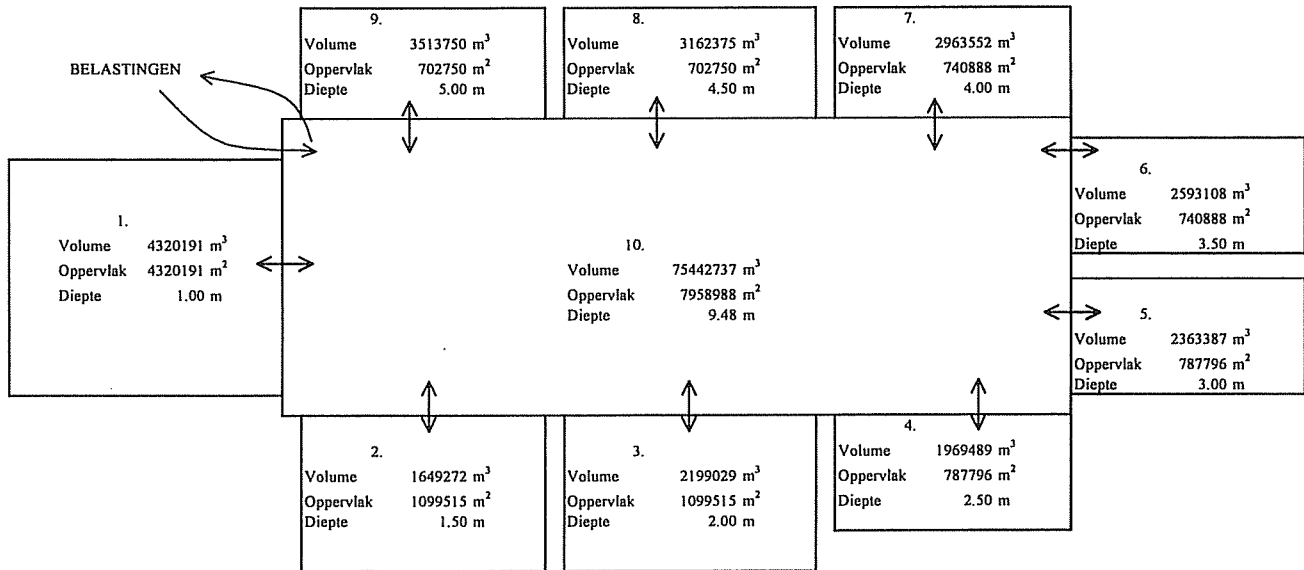 9.
Volume 3513750 m³
Oppervlak 702750 m²
Diepte 5.00 m
8.
Volume 3162375 m³
Oppervlak 702750 m²
Diepte 4.50 m
7.
Volume 2963552 m³
Oppervlak 740888 m²
Diepte 4.00 m
BELASTINGEN
6.
Volume 2593108 m³
Oppervlak 740888 m²
Diepte 3.50 m
1.
Volume 4320191 m³
Oppervlak 4320191 m²
Diepte 1.00 m
10.
Volume 75442737 m³
Oppervlak 7958988 m²
Diepte 9.48 m
5.
Volume 2363387 m³
Oppervlak 787796 m²
Diepte 3.00 m
2.
Volume 1649272 m³
Oppervlak 1099515 m²
Diepte 1.50 m
3.
Volume 2199029 m³
Oppervlak 1099515 m²
Diepte 2.00 m
4.
Volume 1969489 m³
Oppervlak 787796 m²
Diepte 2.50 m